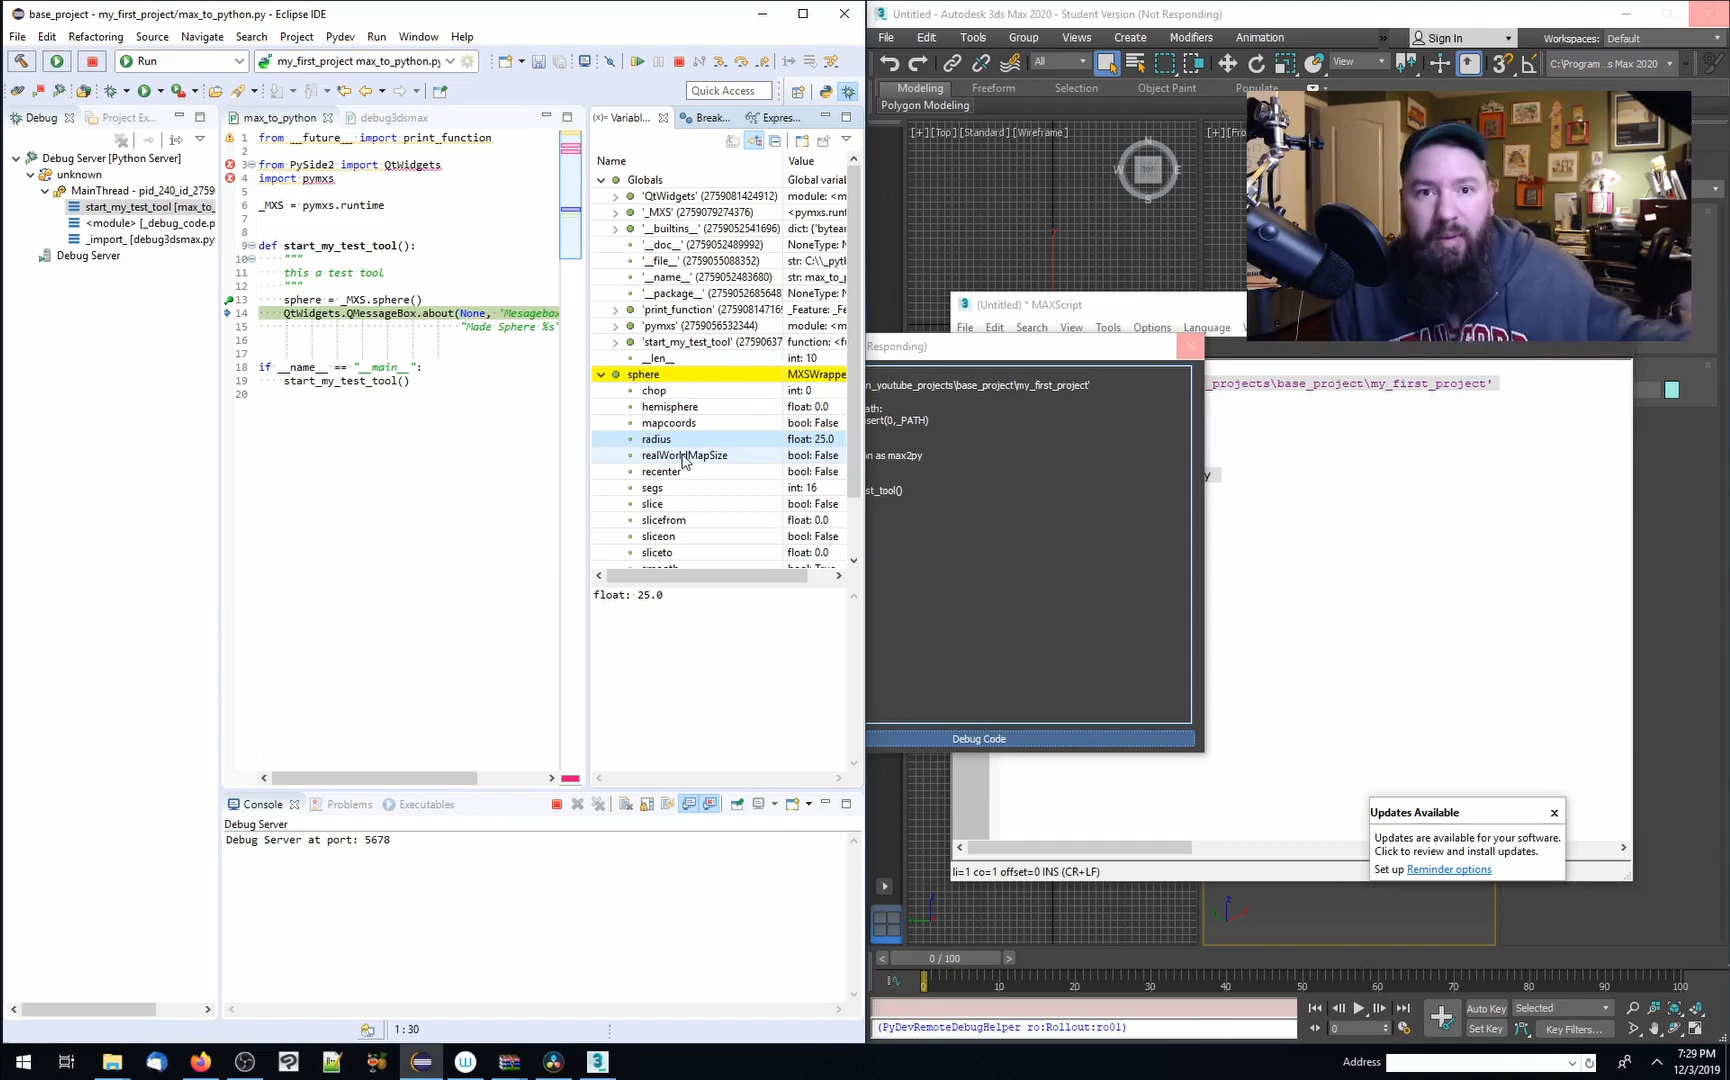 base_project - my_first_project/max_to_python.py - Eclipse IDE
File Edit Refactoring Source Navigate Search Project Pydev Run Window Help
Run
my_first_project max_to_python.py
Quick Access
Debug
Project Ex...
Debug Server [Python Server]
unknown
MainThread - pid_240_id_2759
start_my_test_tool [max_to_
<module> [_debug_code.p
_import_ [debug3dsmax.py
Debug Server
max_to_python
debug3dsmax
1 from __future__ import print_function
2
3 from PySide2 import QtWidgets
4 import pymxs
5
6 _MXS = pymxs.runtime
7
8
9 def start_my_test_tool():
10 """
11 this a test tool
12 """
13 sphere = _MXS.sphere()
14 QtWidgets.QMessageBox.about(None, 'Mesagebox
15 "Made Sphere %s"
16
17
18 if __name__ == "__main__":
19 start_my_test_tool()
20
(x)= Variabl...
Break...
Expres...
Name Value
Globals Global varia
'QtWidgets' (2759081424912) module: <m
'_MXS' (2759079274376) <pymxs.runt
'__builtins__' (2759052541696) dict: {'bytear
'__doc__' (2759052489992) NoneType: N
'__file__' (2759055088352) str: C:\\_pyth
'__name__' (2759052483680) str: max_to_p
'__package__' (2759052685648) NoneType: N
'print_function' (275908147169 _Feature: _F
'pymxs' (2759056532344) module: <m
'start_my_test_tool' (27590637 function: <fu
__len__ int: 10
sphere MXSWrappe
chop int: 0
hemisphere float: 0.0
mapcoords bool: False
radius float: 25.0
realWorldMapSize bool: False
recenter bool: False
segs int: 16
slice bool: False
slicefrom float: 0.0
sliceon bool: False
sliceto float: 0.0
smooth bool: True
float: 25.0
Console
Problems
Executables
Debug Server
Debug Server at port: 5678
1 : 30
Untitled - Autodesk 3ds Max 2020 - Student Version (Not Responding)
File Edit Tools Group Views Create Modifiers Animation
Sign In
Workspaces: Default
All
View
C:\Program...s Max 2020
Modeling Freeform Selection Object Paint Populate
Polygon Modeling
[+] [Top] [Standard] [Wireframe]
[+] [Fro
N
W TOP E
S
(Untitled) * MAXScript
File Edit Search View Tools Options Language
Responding)
n_youtube_projects\base_project\my_first_project'
ath:
sert(0,_PATH)
n as max2py
st_tool()
Debug Code
_projects\base_project\my_first_project'
y
li=1 co=1 offset=0 INS (CR+LF)
Updates Available
Updates are available for your software.
Click to review and install updates.
Set up Reminder options
0 / 100
0 10 20 30 40 50 60 70 80 90 100
Auto Key Selected
Set Key Key Filters...
0
(PyDevRemoteDebugHelper ro:Rollout:ro01)
Address
7:29 PM
12/3/2019